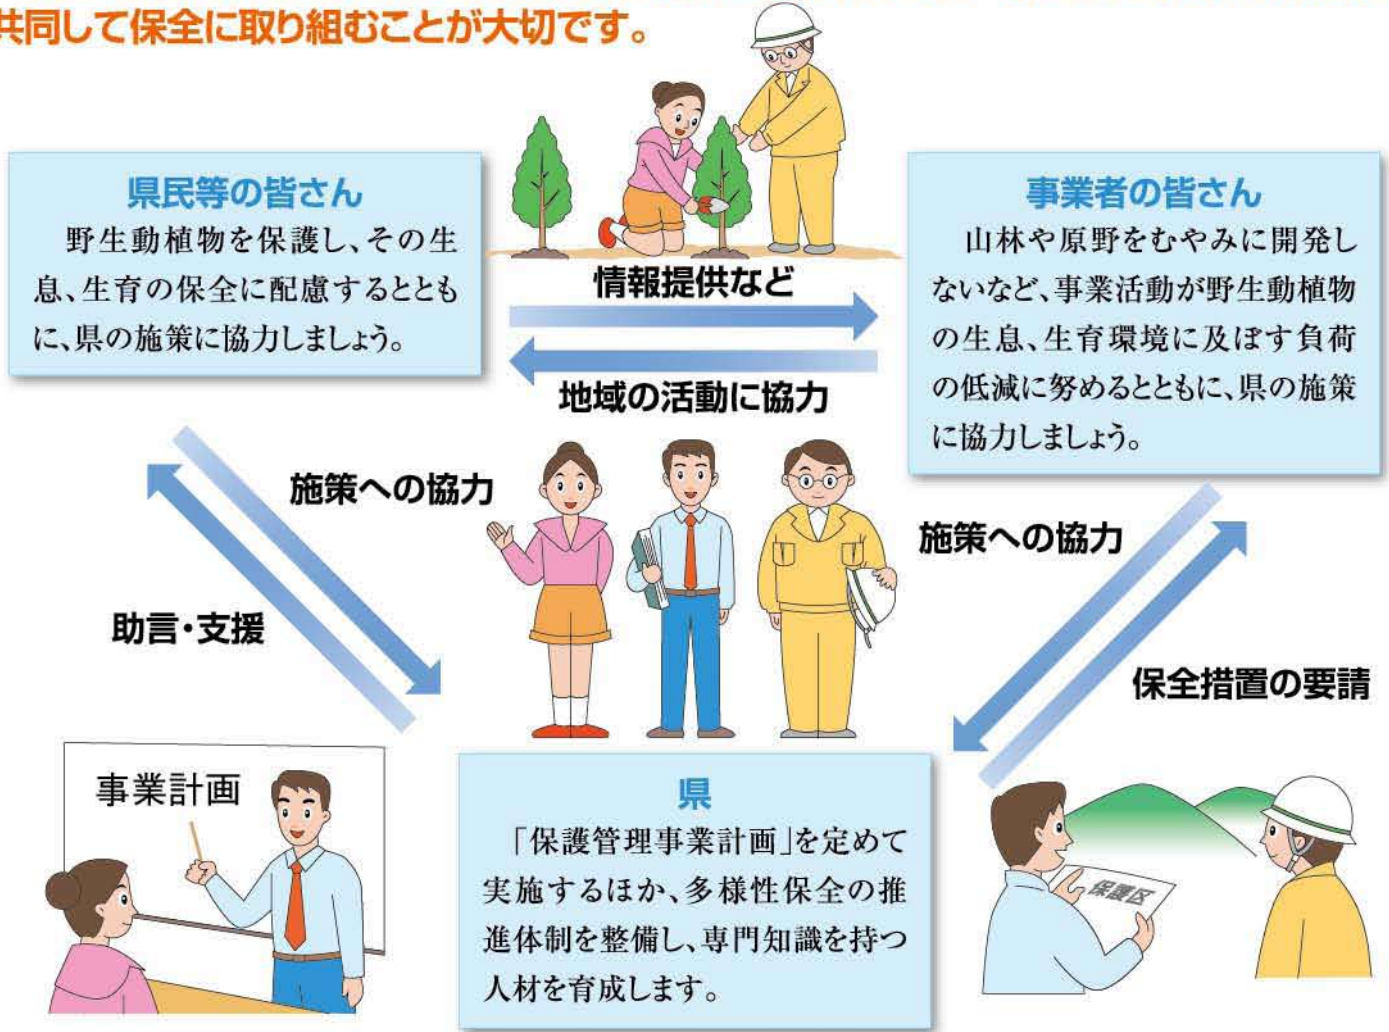 共同して保全に取り組むことが大切です。
県民等の皆さん
野生動植物を保護し、その生
息、生育の保全に配慮するととも
に、県の施策に協力しましょう。
情報提供など
地域の活動に協力
事業者の皆さん
山林や原野をむやみに開発し
ないなど、事業活動が野生動植物
の生息、生育環境に及ぼす負荷
の低減に努めるとともに、県の施策
に協力しましょう。
施策への協力
助言・支援
施策への協力
保全措置の要請
事業計画
県
「保護管理事業計画」を定めて
実施するほか、多様性保全の推
進体制を整備し、専門知識を持つ
人材を育成します。
保護区